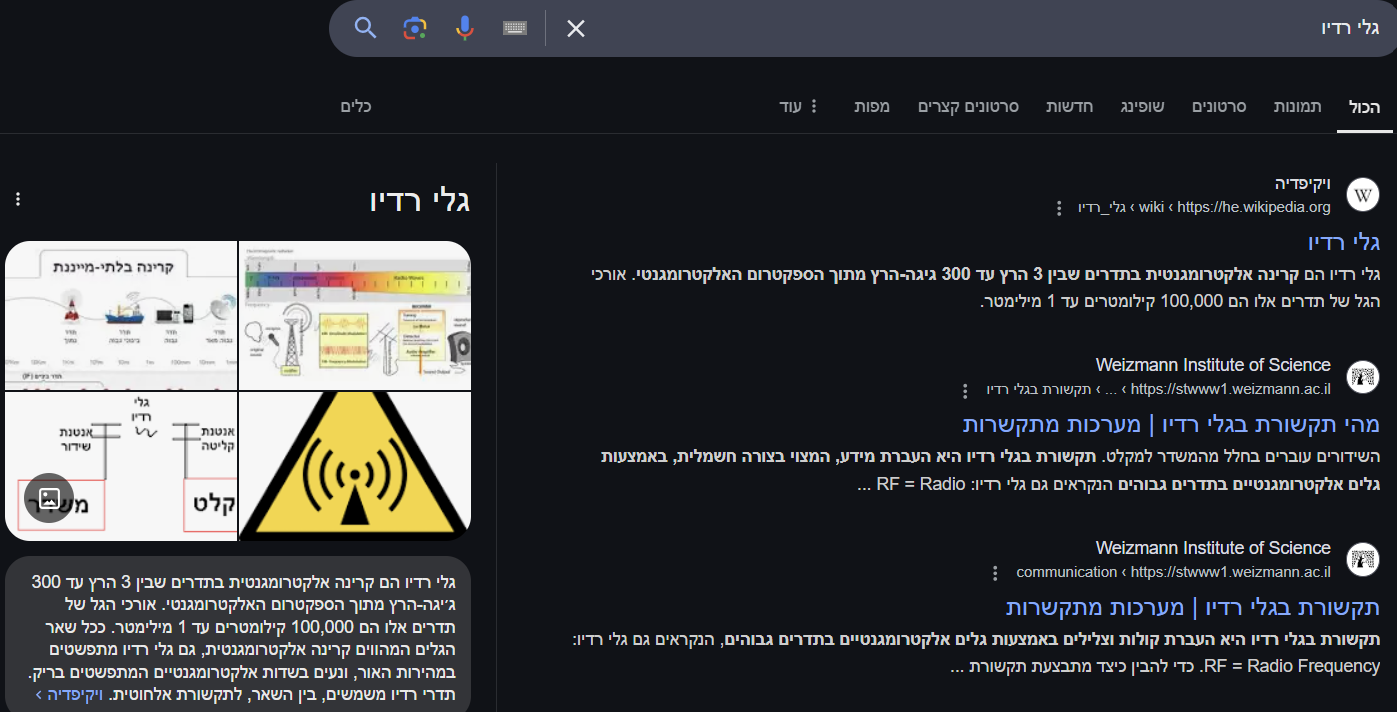 גלי רדיו
הכול
תמונות
סרטונים
שופינג
חדשות
סרטונים קצרים
מפות
עוד
כלים
ויקיפדיה
https://he.wikipedia.org › wiki › גלי_רדיו
גלי רדיו
גלי רדיו הם קרינה אלקטרומגנטית בתדרים שבין 3 הרץ עד 300 גיגה-הרץ מתוך הספקטרום האלקטרומגנטי. אורכי
הגל של תדרים אלו הם 100,000 קילומטרים עד 1 מילימטר.
Weizmann Institute of Science
https://stwww1.weizmann.ac.il › ... › תקשורת בגלי רדיו
מהי תקשורת בגלי רדיו | מערכות מתקשרות
השידורים עוברים בחלל מהמשדר למקלט. תקשורת בגלי רדיו היא העברת מידע, המצוי בצורה חשמלית, באמצעות
גלים אלקטרומגנטיים בתדרים גבוהים הנקראים גם גלי רדיו: RF = Radio ...
Weizmann Institute of Science
https://stwww1.weizmann.ac.il › communication
תקשורת בגלי רדיו | מערכות מתקשרות
תקשורת בגלי רדיו היא העברת קולות וצלילים באמצעות גלים אלקטרומגנטיים בתדרים גבוהים, הנקראים גם גלי רדיו:
RF = Radio Frequency. כדי להבין כיצד מתבצעת תקשורת ...
גלי רדיו
Radio Waves
קרינה בלתי-מייננת
תדר
נמוך
תדר
תדר
גבוה
תדר
גבוה מאד
גלי
רדיו
אנטנת
קליטה
אנטנת
שידור
קלט
גלי רדיו הם קרינה אלקטרומגנטית בתדרים שבין 3 הרץ עד 300
ג׳יגה-הרץ מתוך הספקטרום האלקטרומגנטי. אורכי הגל של
תדרים אלו הם 100,000 קילומטרים עד 1 מילימטר. ככל שאר
הגלים המהווים קרינה אלקטרומגנטית, גם גלי רדיו מתפשטים
במהירות האור, ונעים בשדות אלקטרומגנטיים המתפשטים בריק.
תדרי רדיו משמשים, בין השאר, לתקשורת אלחוטית. ויקיפדיה ›